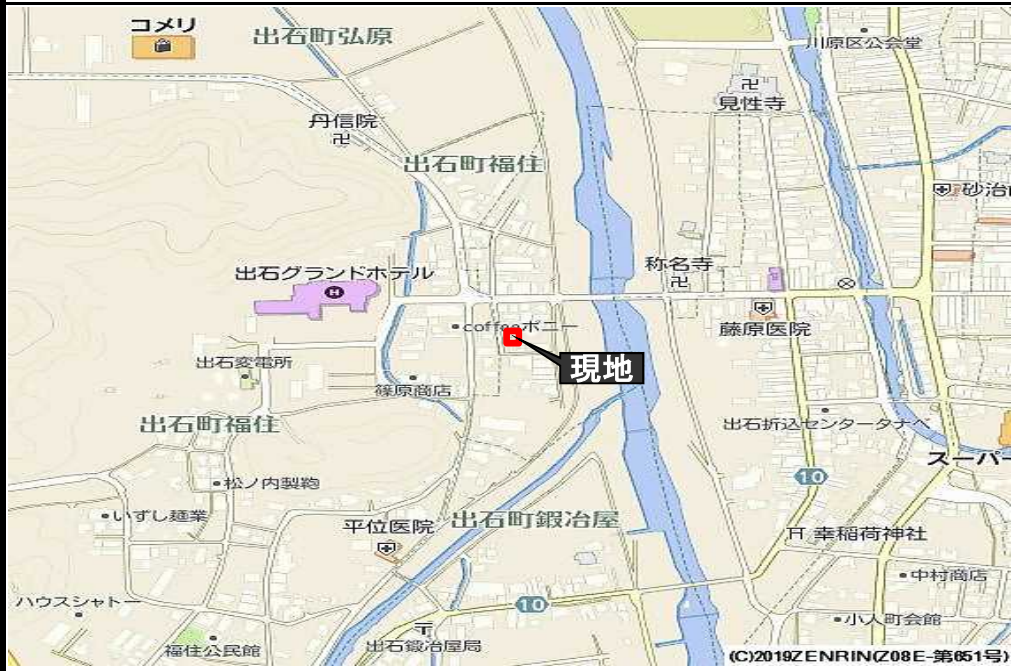 コメリ
出石町弘原
川原区公会堂
見性寺
丹信院
出石町福住
砂治
称名寺
出石グランドホテル
H
coffeeポニー
藤原医院
現地
出石変電所
篠原商店
出石町福住
出石折込センタータナベ
スーパー
10
松ノ内製鞄
いずし麺業
平位医院
出石町鍛冶屋
幸稲荷神社
中村商店
ハウスシャトー
10
小人町会館
福住公民館
出石鍛冶屋局
(C)2019ZENRIN(Z08E-第651号)